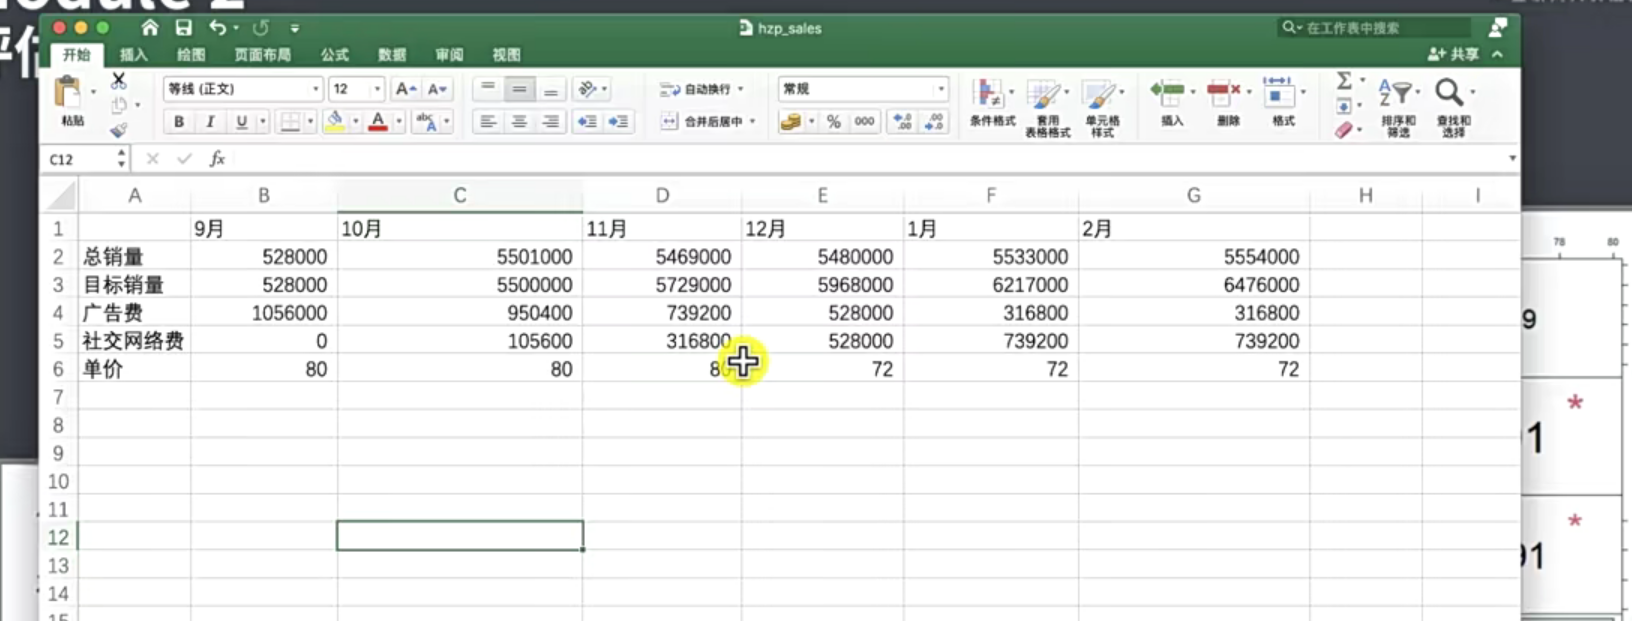 hzp_sales
在工作表中搜索
开始 插入 绘图 页面布局 公式 数据 审阅 视图
共享
等线 (正文) 12 A A 自动换行 常规
粘贴 B I U A abc A 合并后居中 % 000 .00 条件格式 套用表格格式 单元格样式 插入 删除 格式 排序和筛选 查找和选择
C12 fx
A B C D E F G H I
1 9月 10月 11月 12月 1月 2月
2 总销量 528000 5501000 5469000 5480000 5533000 5554000
3 目标销量 528000 5500000 5729000 5968000 6217000 6476000
4 广告费 1056000 950400 739200 528000 316800 316800
5 社交网络费 0 105600 316800 528000 739200 739200
6 单价 80 80 72 72 72
7
8
9
10
11
12
13
14
78 80